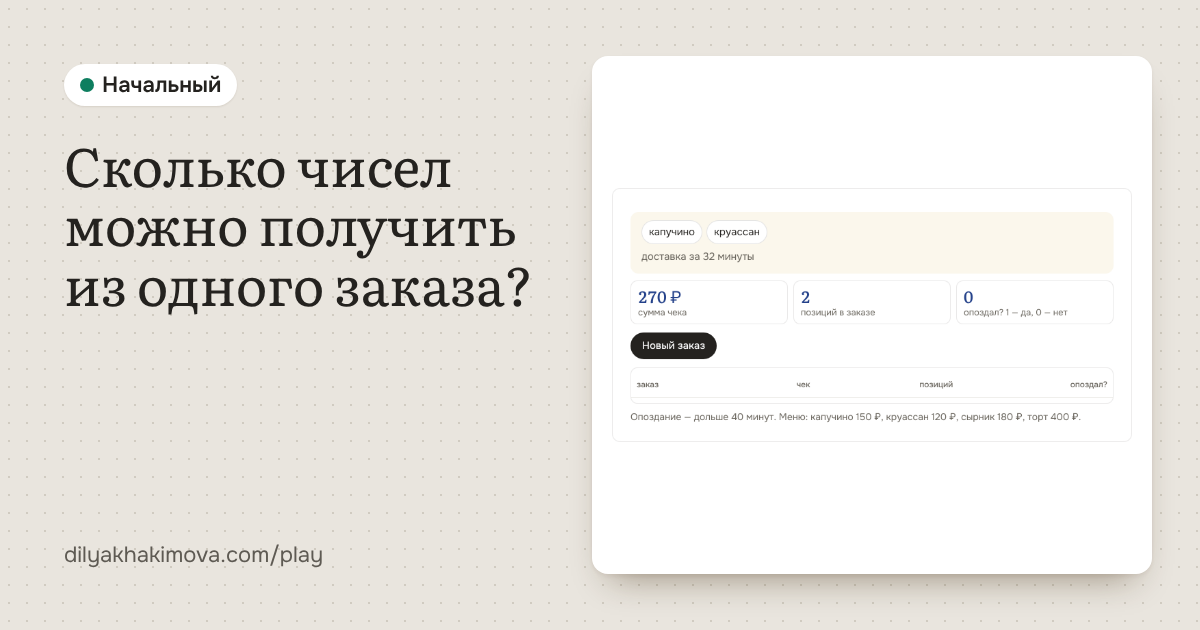 Начальный
Сколько чисел
можно получить
из одного заказа?
dilyakhakimova.com/play
капучино круассан
доставка за 32 минуты
270 ₽ 2 0
сумма чека позиций в заказе опоздал? 1 — да, 0 — нет
Новый заказ
заказ чек позиций опоздал?
Опоздание — дольше 40 минут. Меню: капучино 150 ₽, круассан 120 ₽, сырник 180 ₽, торт 400 ₽.